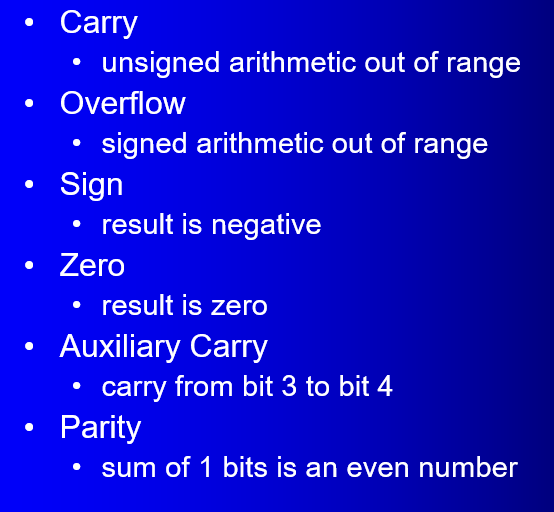 • Carry
• unsigned arithmetic out of range
• Overflow
• signed arithmetic out of range
• Sign
• result is negative
• Zero
• result is zero
• Auxiliary Carry
• carry from bit 3 to bit 4
• Parity
• sum of 1 bits is an even number